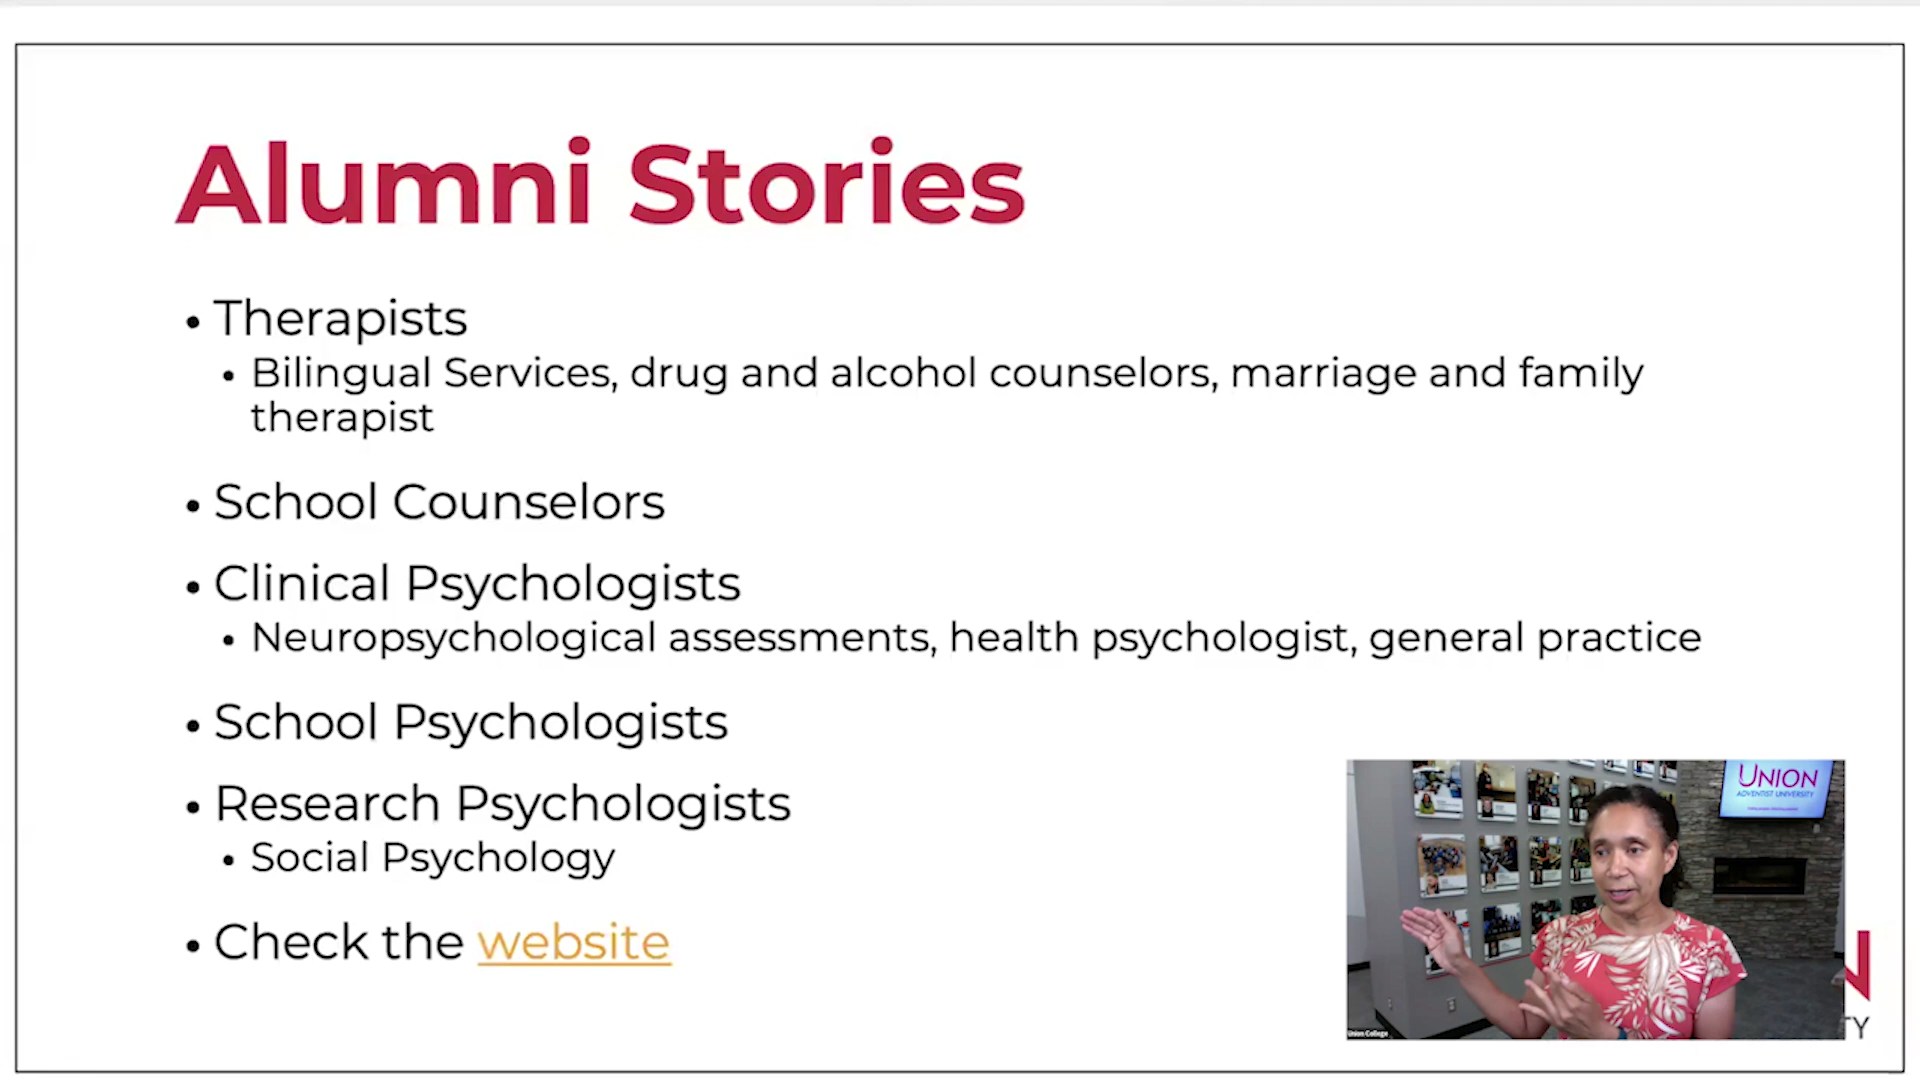 Alumni Stories
• Therapists
• Bilingual Services, drug and alcohol counselors, marriage and family
therapist
• School Counselors
• Clinical Psychologists
• Neuropsychological assessments, health psychologist, general practice
• School Psychologists
• Research Psychologists
• Social Psychology
• Check the website
UNION
ADVENTIST UNIVERSITY
Union College
N
TY